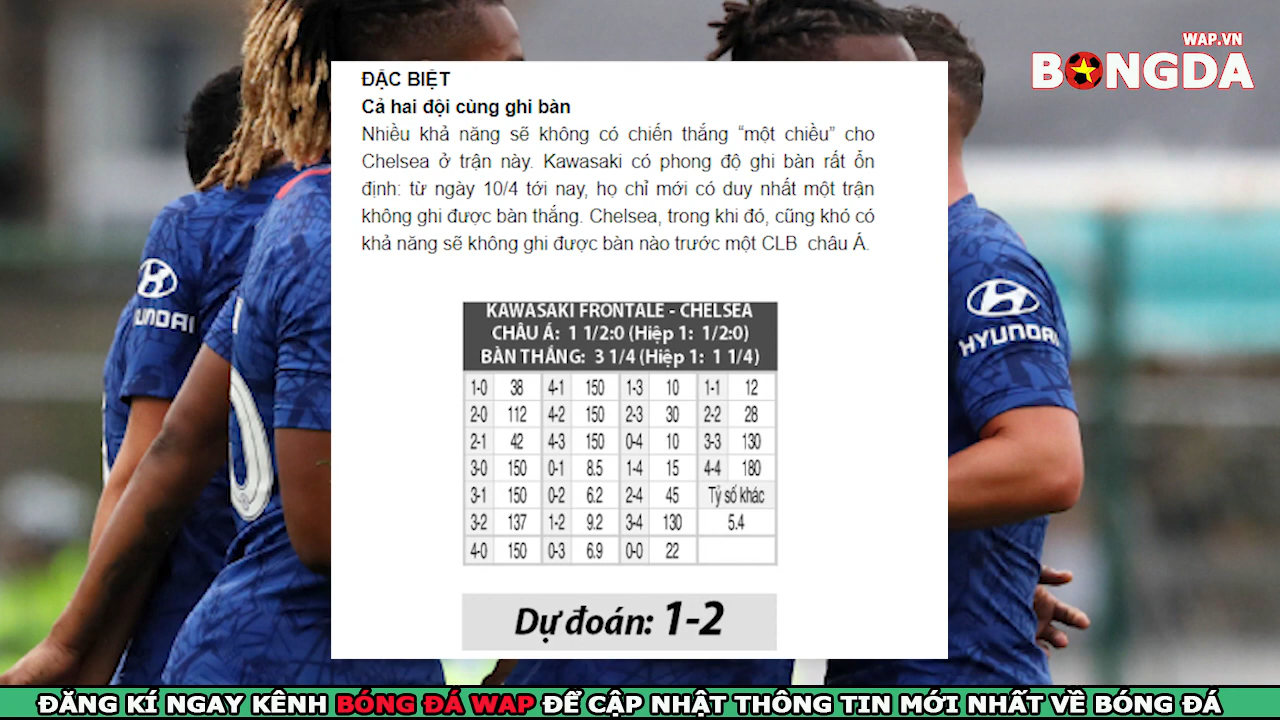 WAP.VN
BONGDA
ĐẶC BIỆT
Cả hai đội cùng ghi bàn
Nhiều khả năng sẽ không có chiến thắng “một chiều” cho
Chelsea ở trận này. Kawasaki có phong độ ghi bàn rất ổn
định: từ ngày 10/4 tới nay, họ chỉ mới có duy nhất một trận
không ghi được bàn thắng. Chelsea, trong khi đó, cũng khó có
khả năng sẽ không ghi được bàn nào trước một CLB châu Á.
HYUNDAI
HYUNDAI
KAWASAKI FRONTALE - CHELSEA
CHÂU Á: 1 1/2:0 (Hiệp 1: 1/2:0)
BÀN THẮNG: 3 1/4 (Hiệp 1: 1 1/4)
1-0 38 4-1 150 1-3 10 1-1 12
2-0 112 4-2 150 2-3 30 2-2 28
2-1 42 4-3 150 0-4 10 3-3 130
3-0 150 0-1 8.5 1-4 15 4-4 180
3-1 150 0-2 6.2 2-4 45 Tỷ số khác
3-2 137 1-2 9.2 3-4 130 5.4
4-0 150 0-3 6.9 0-0 22
Dự đoán: 1-2
ĐĂNG KÍ NGAY KÊNH BÓNG ĐÁ WAP ĐỂ CẬP NHẬT THÔNG TIN MỚI NHẤT VỀ BÓNG ĐÁ